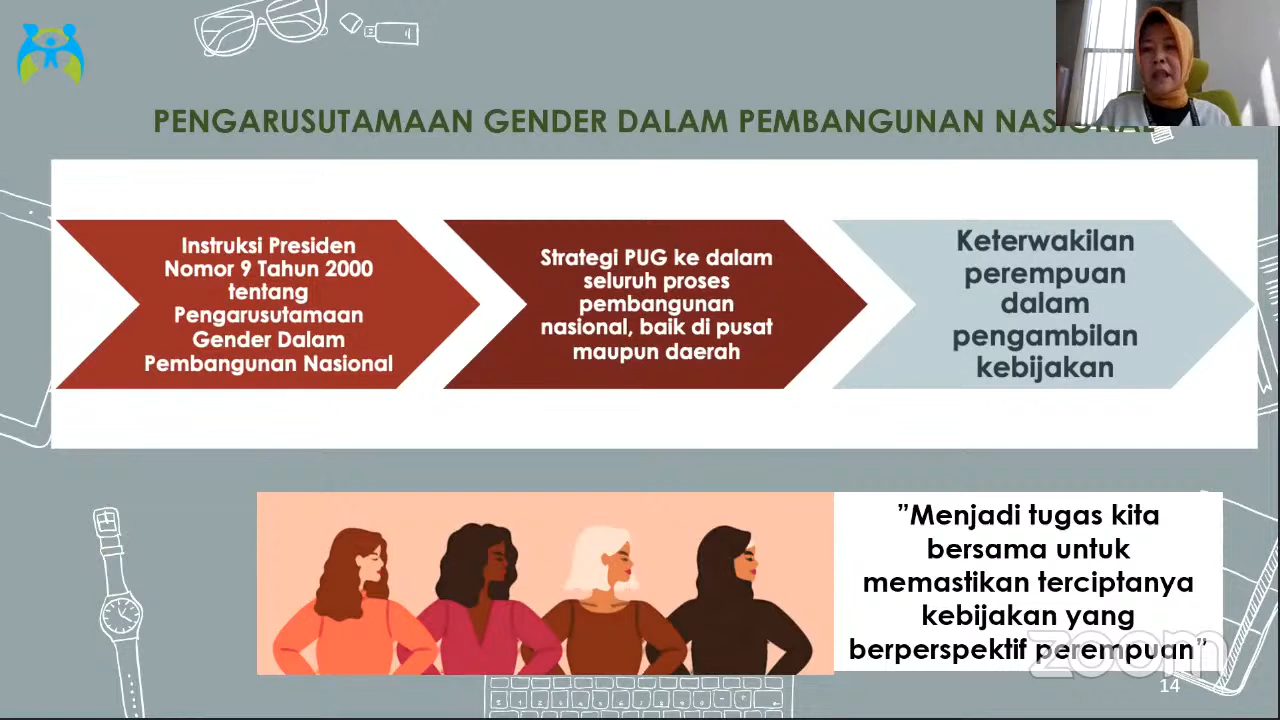 PENGARUSUTAMAAN GENDER DALAM PEMBANGUNAN NASIONAL
Instruksi Presiden
Nomor 9 Tahun 2000
tentang
Pengarusutamaan
Gender Dalam
Pembangunan Nasional
Strategi PUG ke dalam
seluruh proses
pembangunan
nasional, baik di pusat
maupun daerah
Keterwakilan
perempuan
dalam
pengambilan
kebijakan
”Menjadi tugas kita
bersama untuk
memastikan terciptanya
kebijakan yang
berperspektif perempuan”
zoom
14